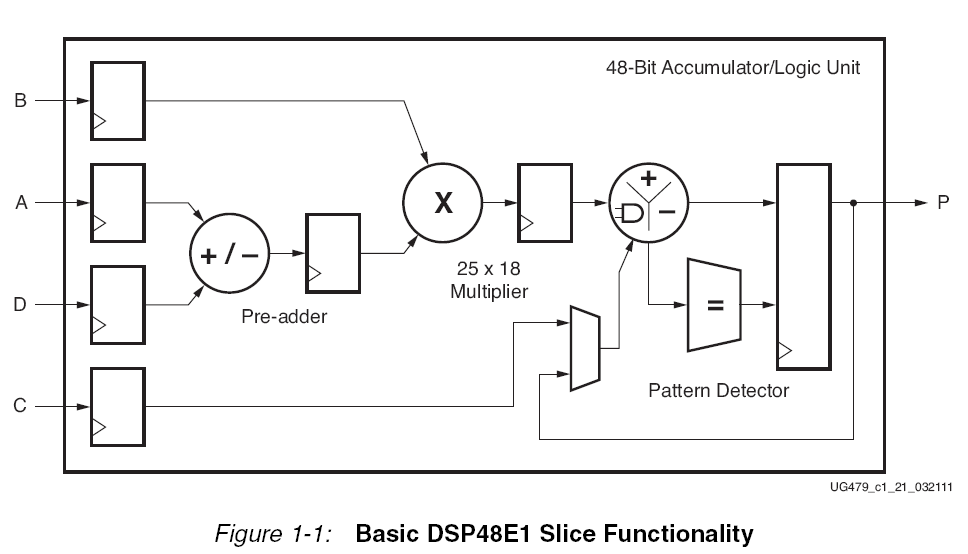 48-Bit Accumulator/Logic Unit
B
A
D
C
+ / −
Pre-adder
X
25 x 18
Multiplier
+
−
=
Pattern Detector
P
UG479_c1_21_032111
Figure 1-1: Basic DSP48E1 Slice Functionality